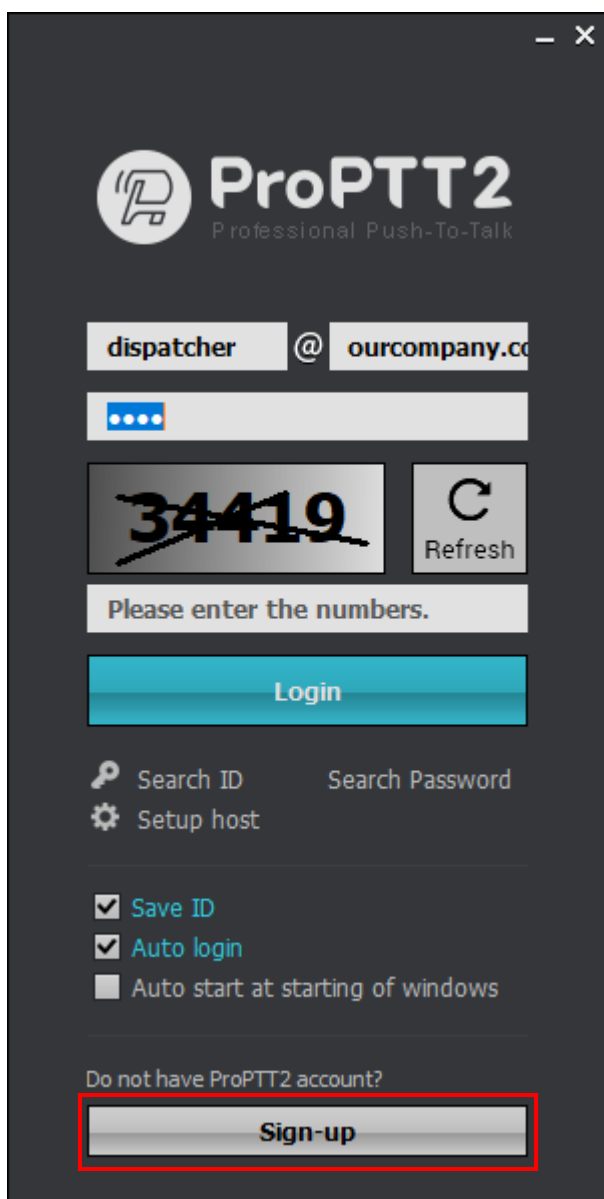 ProPTT2
Professional Push-To-Talk
dispatcher @ ourcompany.cc
34419
Refresh
Please enter the numbers.
Login
Search ID Search Password
Setup host
Save ID
Auto login
Auto start at starting of windows
Do not have ProPTT2 account?
Sign-up